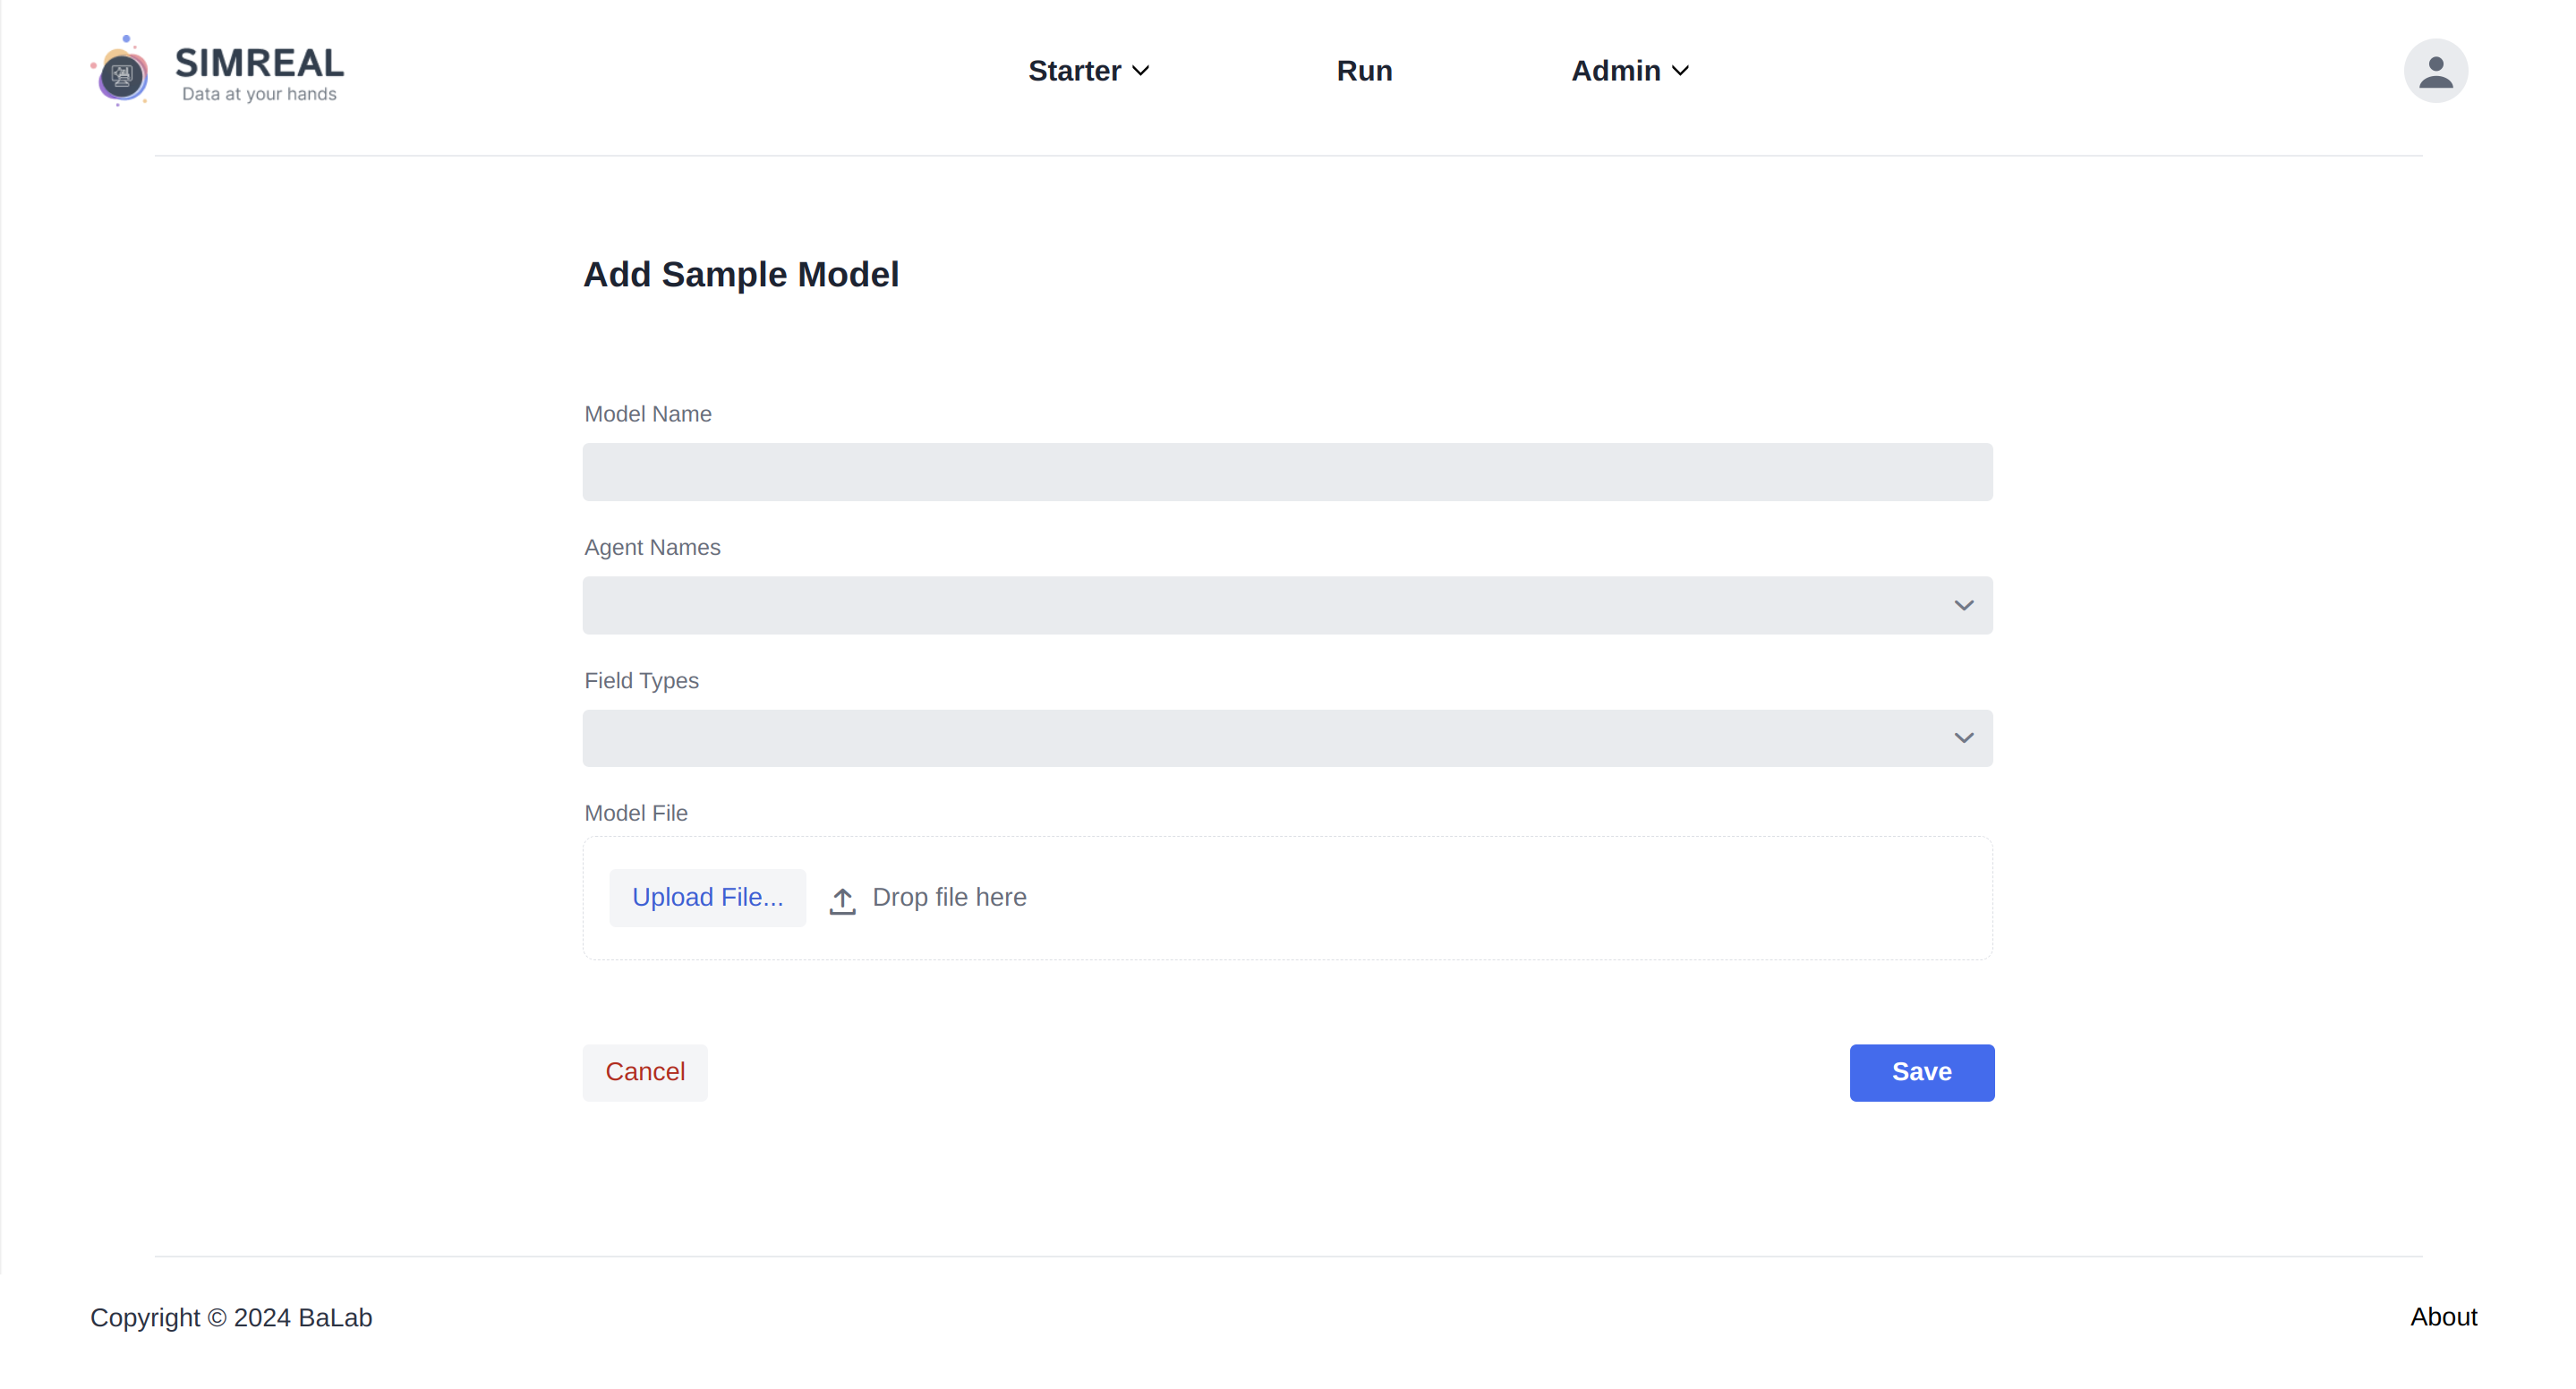 SIMREAL
Data at your hands
Starter
Run
Admin
Add Sample Model
Model Name
Agent Names
Field Types
Model File
Upload File...
Drop file here
Cancel
Save
Copyright © 2024 BaLab
About